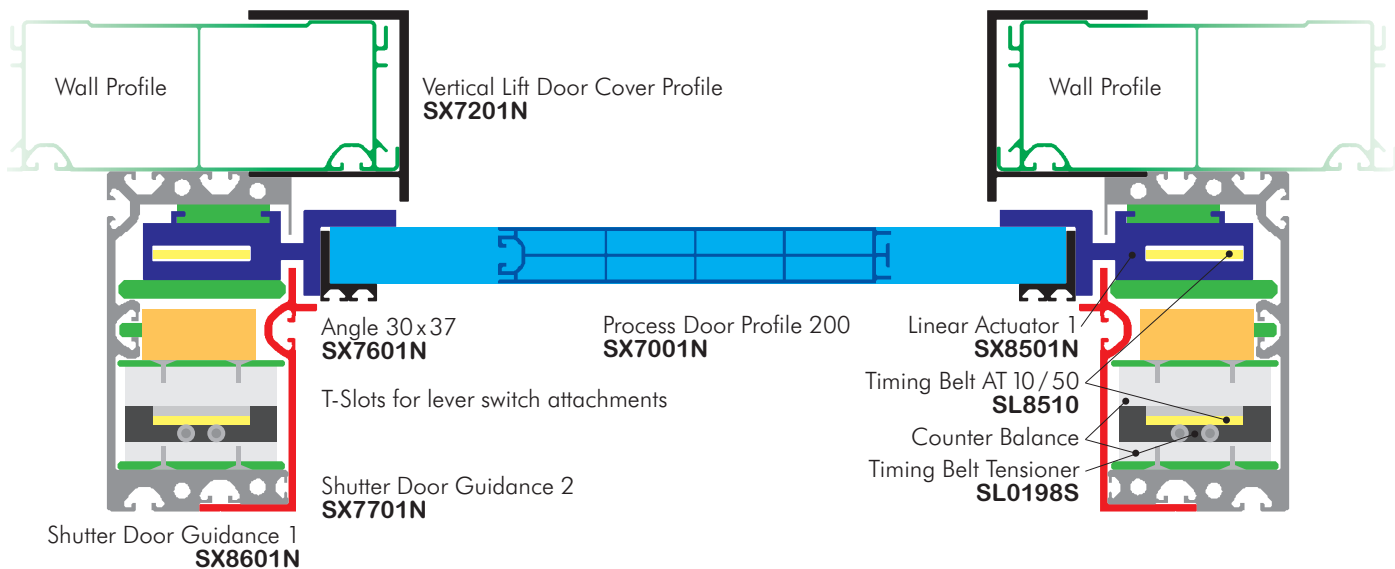 Wall Profile
Vertical Lift Door Cover Profile
SX7201N
Wall Profile
Angle 30 x 37
SX7601N
Process Door Profile 200
SX7001N
Linear Actuator 1
SX8501N
Timing Belt AT 10 / 50
SL8510
T-Slots for lever switch attachments
Counter Balance
Timing Belt Tensioner
SL0198S
Shutter Door Guidance 2
SX7701N
Shutter Door Guidance 1
SX8601N